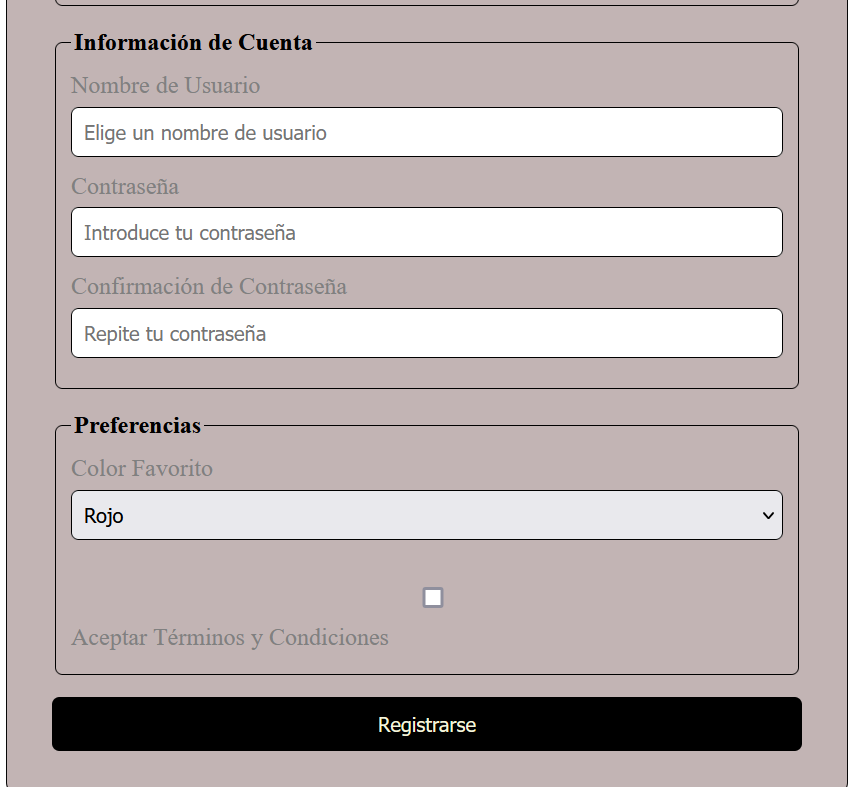 Información de Cuenta
Nombre de Usuario
Elige un nombre de usuario
Contraseña
Introduce tu contraseña
Confirmación de Contraseña
Repite tu contraseña
Preferencias
Color Favorito
Rojo
Aceptar Términos y Condiciones
Registrarse